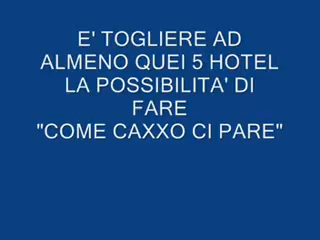 E' TOGLIERE AD
ALMENO QUEI 5 HOTEL
LA POSSIBILITA' DI
FARE
"COME CAXXO CI PARE"